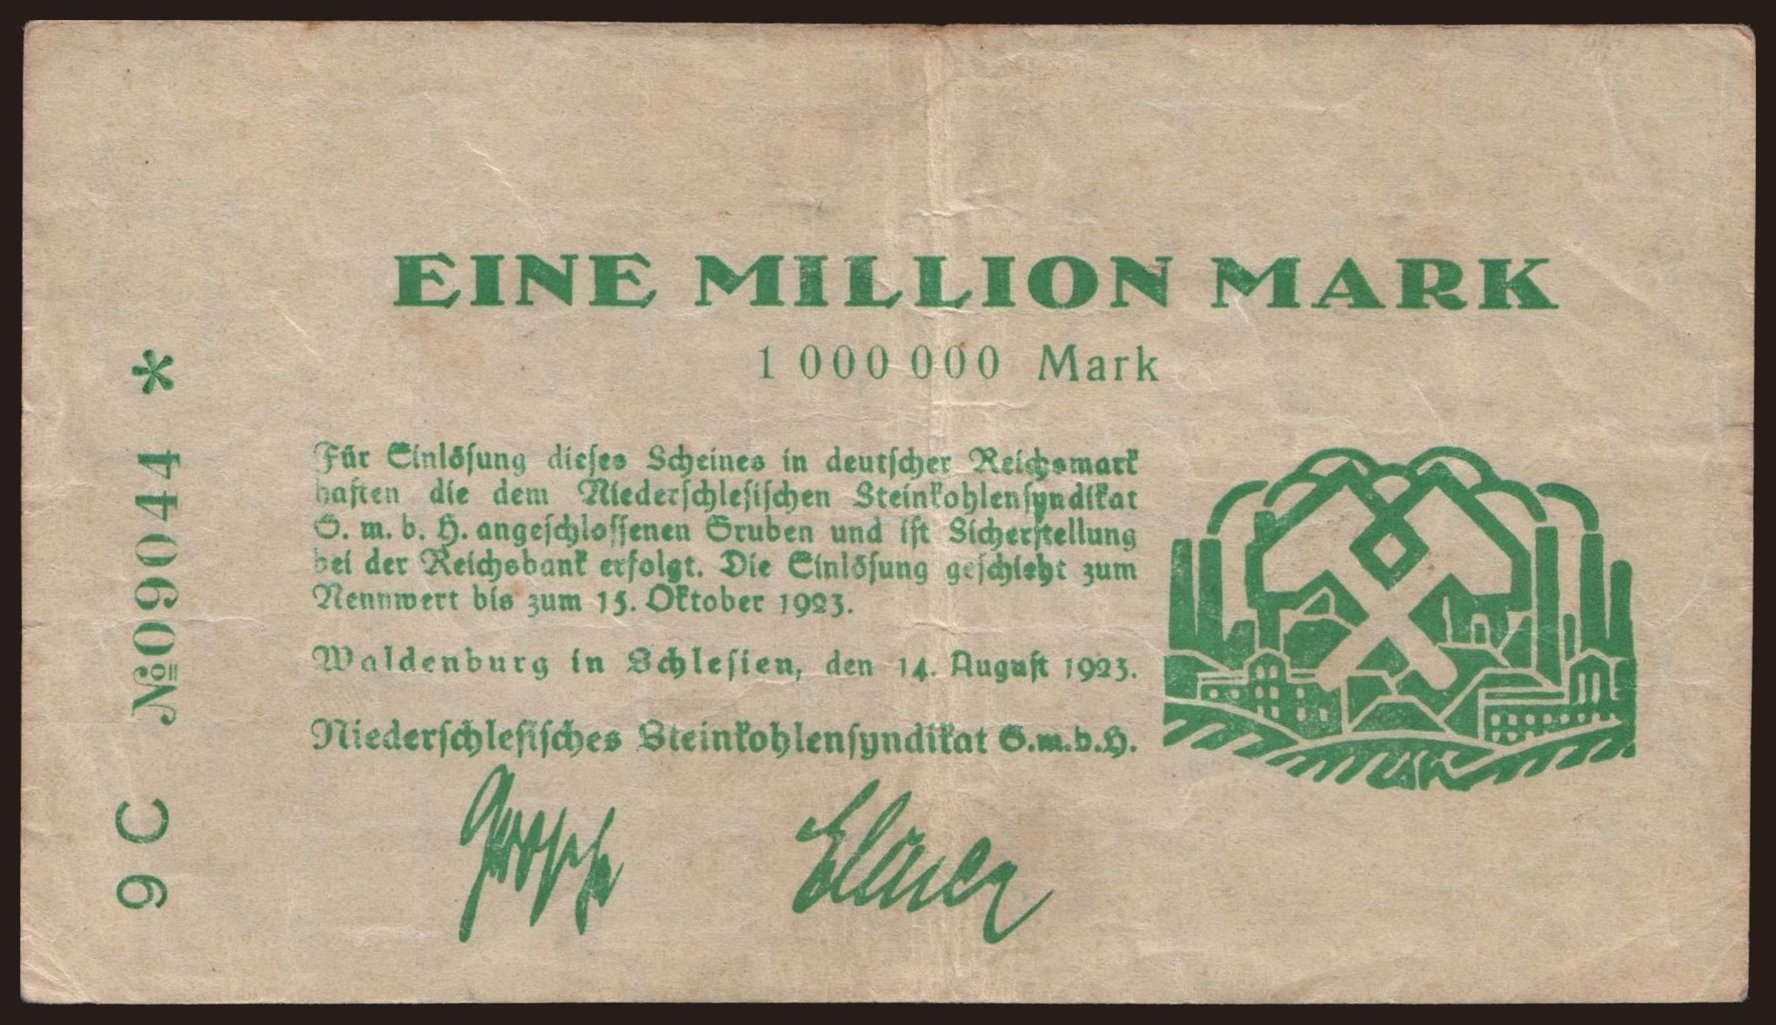 EINE MILLION MARK
1 000 000 Mark
Für Einlösung dieses Scheines in deutscher Reichsmark
haften die dem Niederschlesischen Steinkohlensyndikat
G. m. b. H. angeschlossenen Gruben und ist Sicherstellung
bei der Reichsbank erfolgt. Die Einlösung geschieht zum
Nennwert bis zum 15. Oktober 1923.
Waldenburg in Schlesien, den 14. August 1923.
Niederschlesisches Steinkohlensyndikat G.m.b.H.
9 C №09044 *